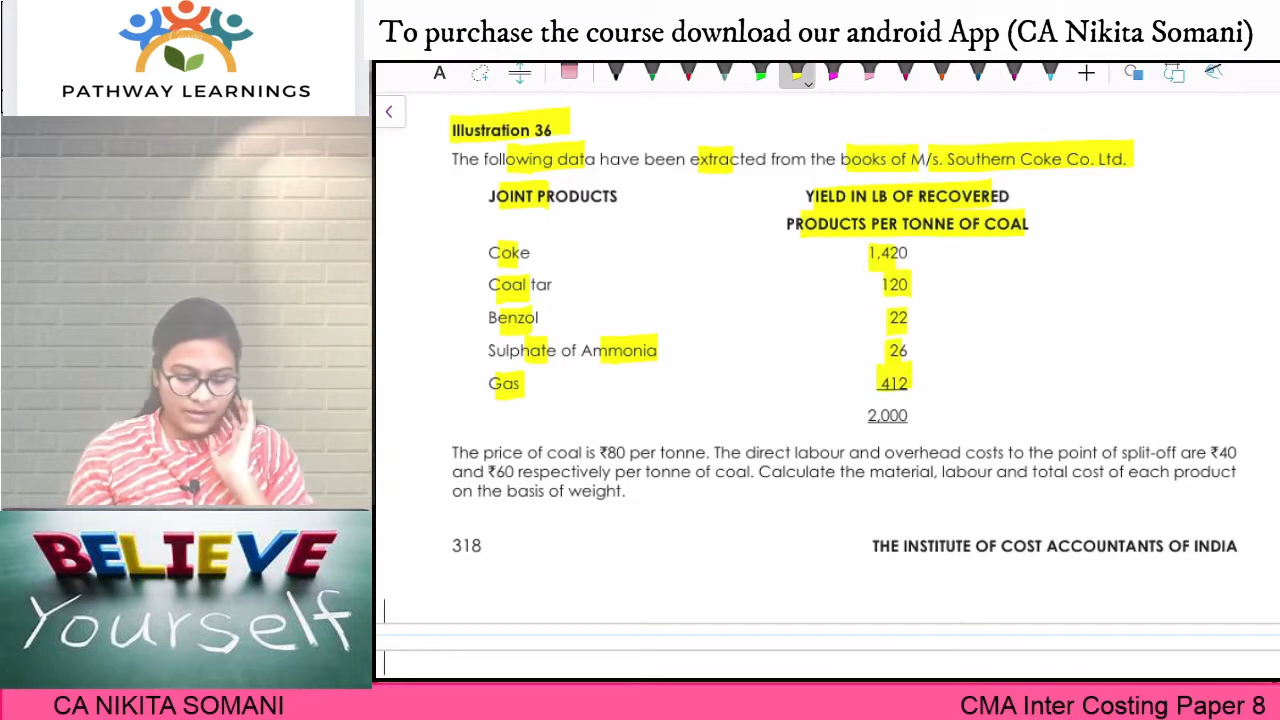 To purchase the course download our android App (CA Nikita Somani)
PATHWAY LEARNINGS
A
Illustration 36
The following data have been extracted from the books of M/s. Southern Coke Co. Ltd.
JOINT PRODUCTS YIELD IN LB OF RECOVERED
PRODUCTS PER TONNE OF COAL
Coke 1,420
Coal tar 120
Benzol 22
Sulphate of Ammonia 26
Gas 412
2,000
The price of coal is ₹80 per tonne. The direct labour and overhead costs to the point of split-off are ₹40
and ₹60 respectively per tonne of coal. Calculate the material, labour and total cost of each product
on the basis of weight.
318 THE INSTITUTE OF COST ACCOUNTANTS OF INDIA
BELIEVE
Yourself
CA NIKITA SOMANI CMA Inter Costing Paper 8